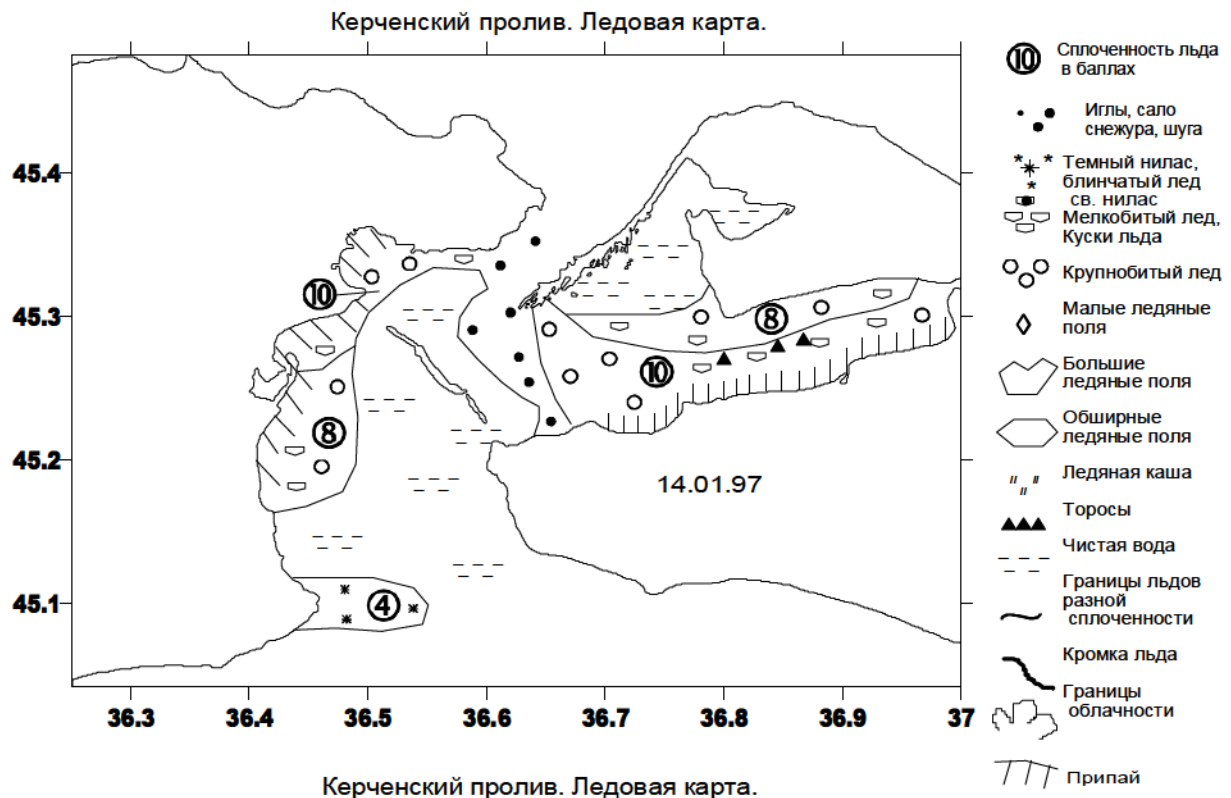 Керченский пролив. Ледовая карта.
45.4
45.3
45.2
45.1
36.3 36.4 36.5 36.6 36.7 36.8 36.9 37
10
8
10
8
4
14.01.97
10 Сплоченность льда
в баллах
Иглы, сало
снежура, шуга
Темный нилас,
блинчатый лед
св. нилас
Мелкобитый лед,
Куски льда
Крупнобитый лед
Малые ледяные
поля
Большие
ледяные поля
Обширные
ледяные поля
Ледяная каша
Торосы
Чистая вода
Границы льдов
разной
сплоченности
Кромка льда
Границы
облачности
Припай
Керченский пролив. Ледовая карта.